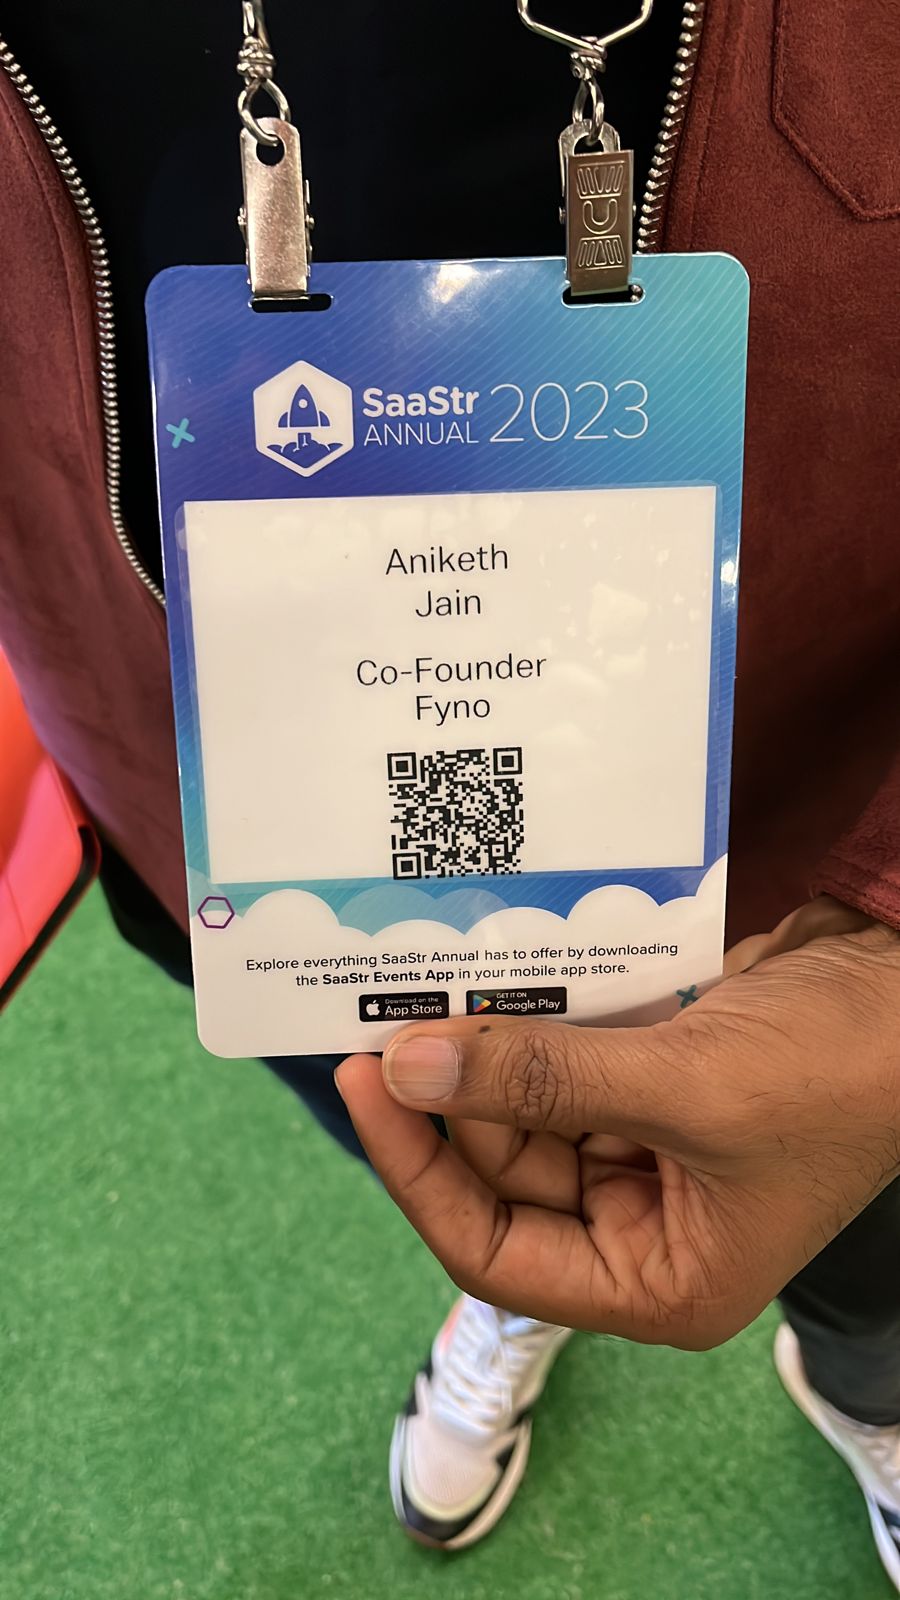 SaaStr
ANNUAL 2023
Aniketh
Jain
Co-Founder
Fyno
Explore everything SaaStr Annual has to offer by downloading
the SaaStr Events App in your mobile app store.
Download on the
App Store
GET IT ON
Google Play